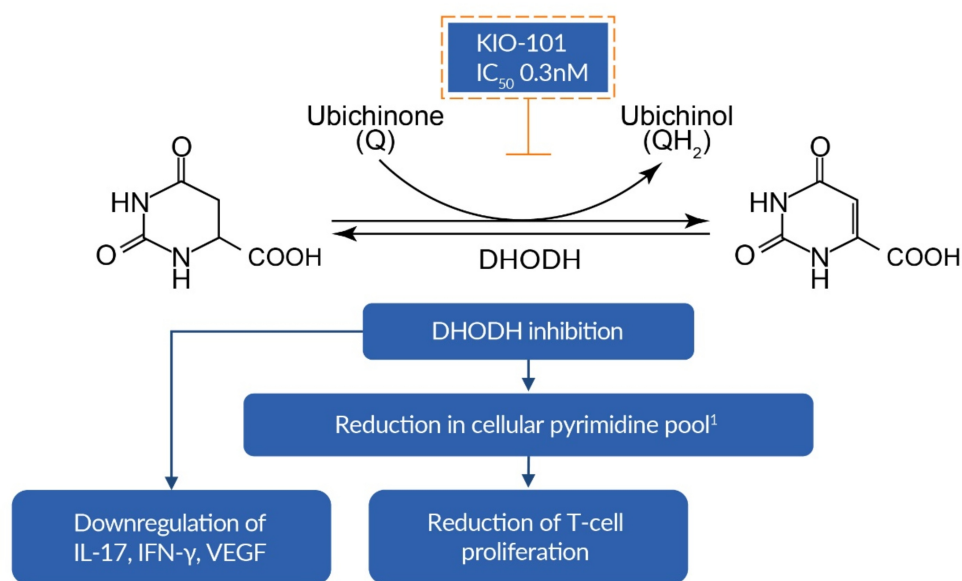 KIO-101
IC₅₀ 0.3nM
Ubichinone
(Q)
Ubichinol
(QH₂)
O
HN
O
N
H
COOH
O
HN
O
N
H
COOH
DHODH
DHODH inhibition
Reduction in cellular pyrimidine pool¹
Downregulation of
IL-17, IFN-γ, VEGF
Reduction of T-cell
proliferation